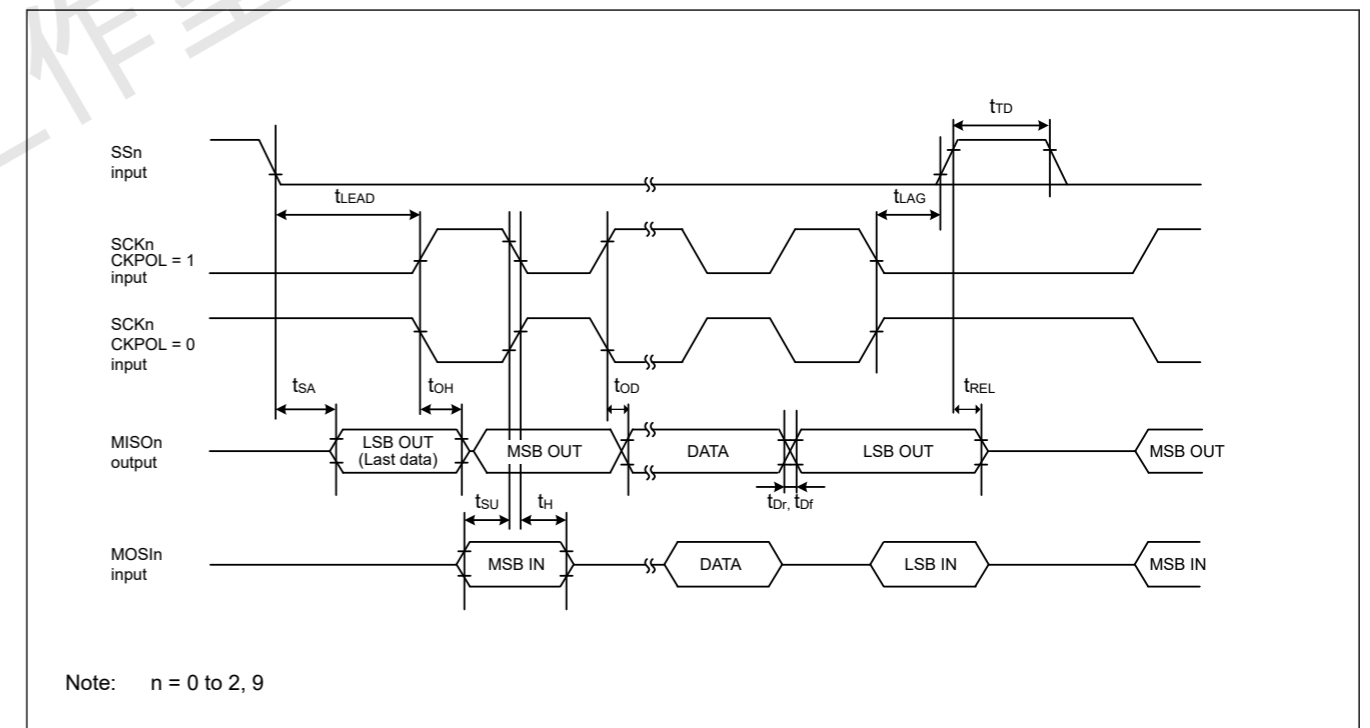 作
tTD
SSn
input
tLEAD
tLAG
SCKn
CKPOL = 1
input
SCKn
CKPOL = 0
input
tSA
tOH
tOD
tREL
MISOn
output
LSB OUT
(Last data)
MSB OUT
DATA
LSB OUT
MSB OUT
tSU
tH
tDr, tDf
MOSIn
input
MSB IN
DATA
LSB IN
MSB IN
Note: n = 0 to 2, 9